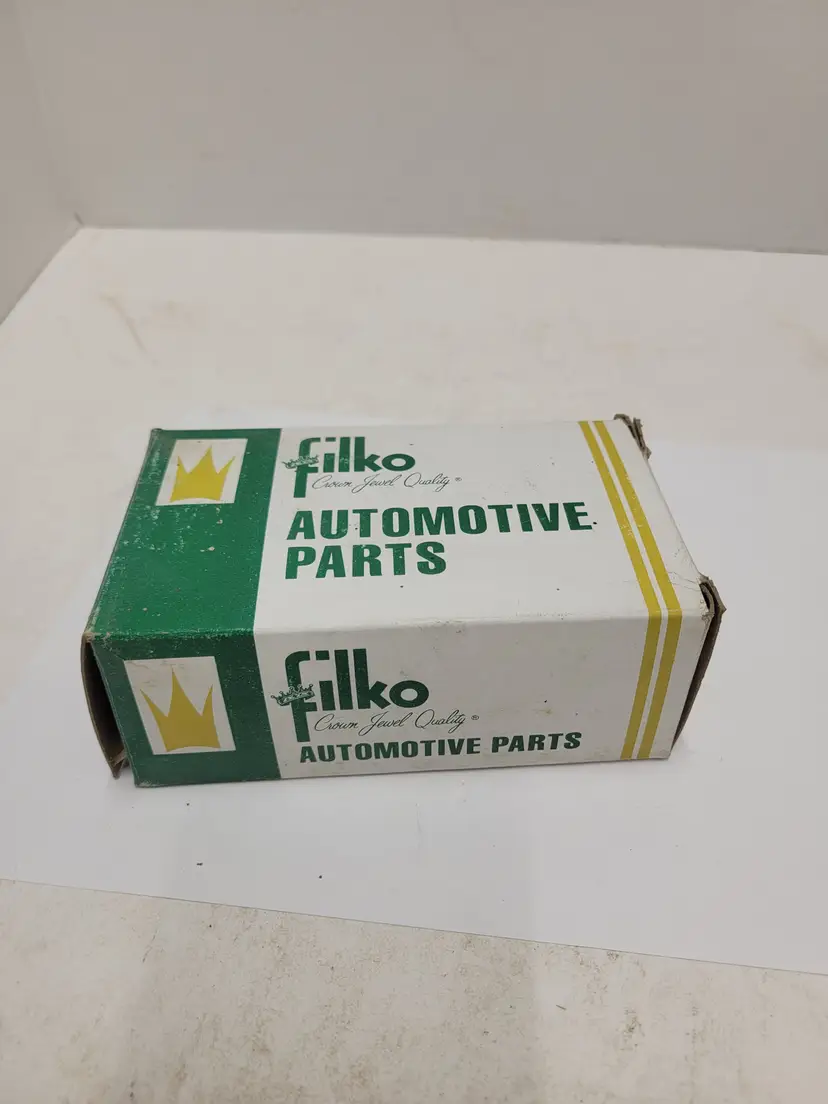 filko
Crown Jewel Quality®
AUTOMOTIVE
PARTS
filko
Crown Jewel Quality®
AUTOMOTIVE PARTS